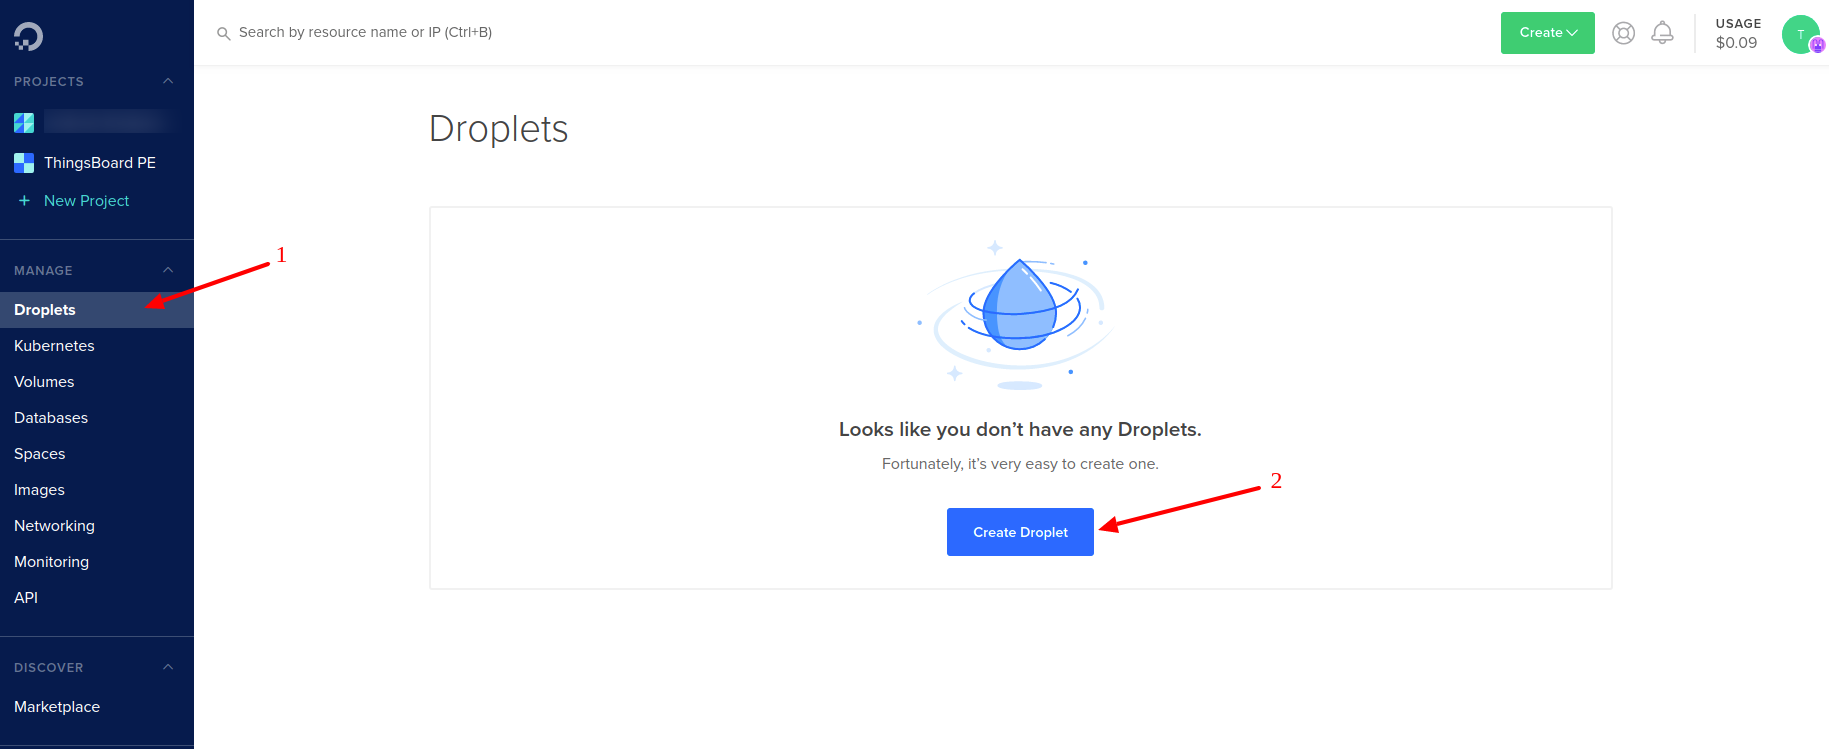 Search by resource name or IP (Ctrl+B)
Create
USAGE
$0.09
T
PROJECTS
ThingsBoard PE
+ New Project
MANAGE
Droplets
Kubernetes
Volumes
Databases
Spaces
Images
Networking
Monitoring
API
DISCOVER
Marketplace
1
Droplets
Looks like you don’t have any Droplets.
Fortunately, it’s very easy to create one.
2
Create Droplet